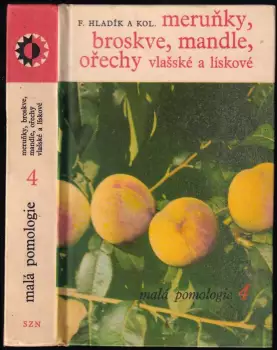 meruňky, broskve,
mandle, ořechy
vlašské a lískové
4
malá pomologie
SZN
F. HLADÍK A KOL. meruňky,
broskve, mandle,
ořechy vlašské a lískové
malá pomologie 4